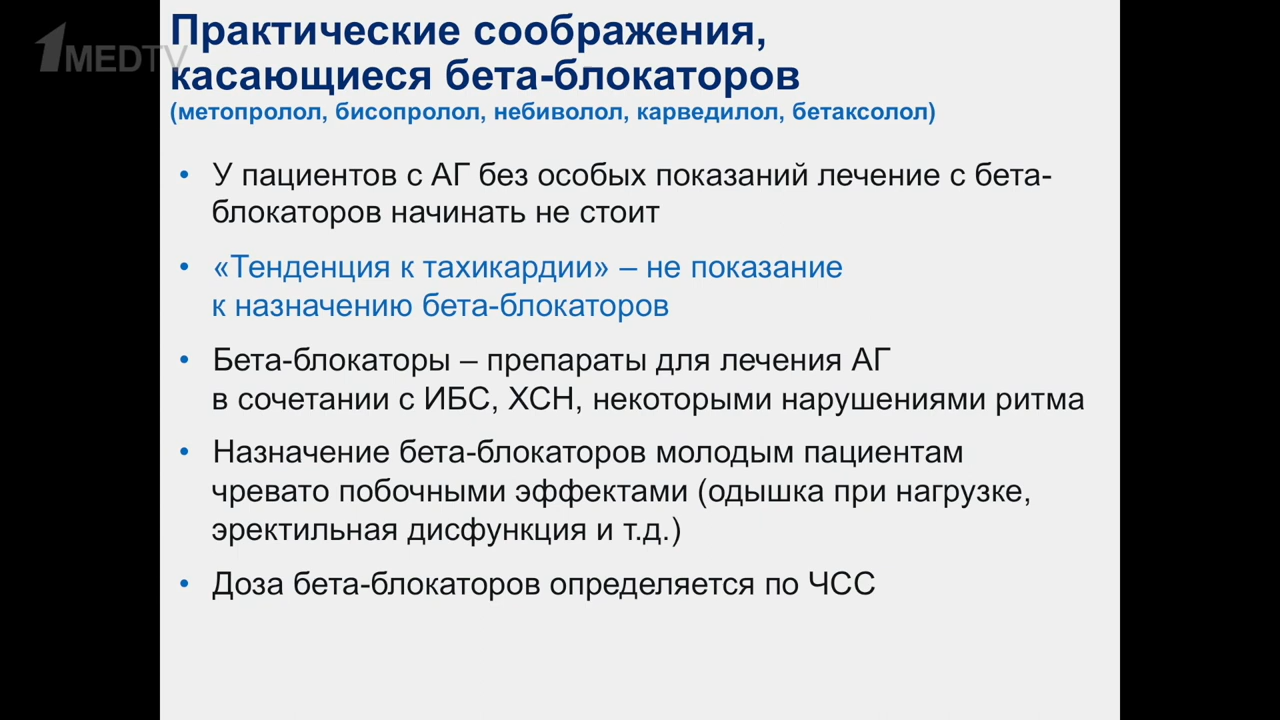 1MEDTV
Практические соображения,
касающиеся бета-блокаторов
(метопролол, бисопролол, небиволол, карведилол, бетаксолол)
• У пациентов с АГ без особых показаний лечение с бета-
блокаторов начинать не стоит
• «Тенденция к тахикардии» – не показание
к назначению бета-блокаторов
• Бета-блокаторы – препараты для лечения АГ
в сочетании с ИБС, ХСН, некоторыми нарушениями ритма
• Назначение бета-блокаторов молодым пациентам
чревато побочными эффектами (одышка при нагрузке,
эректильная дисфункция и т.д.)
• Доза бета-блокаторов определяется по ЧСС